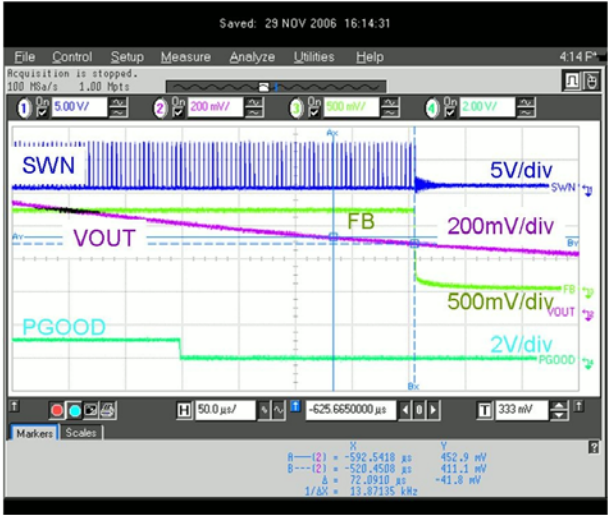 Saved: 29 NOV 2006 16:14:31
File Control Setup Measure Analyze Utilities Help 4:14 P
Acquisition is stopped.
100 MSa/s 1.00 Mpts
1 On 5.00 V/ 2 On 200 mV/ 3 On 500 mV/ 4 On 2.00 V/
Ax
SWN 5V/div
SWN
FB
VOUT 200mV/div
Ay By
FB
500mV/div
VOUT
PGOOD 2V/div
PGOOD
Bx
H 50.0 µs/ -625.6650000 µs 0 T 333 mV
Markers Scales ?
X Y
A——(2) = -592.5418 µs 452.9 mV
B---(2) = -520.4508 µs 411.1 mV
Δ = 72.0910 µs -41.8 mV
1/ΔX = 13.87135 kHz